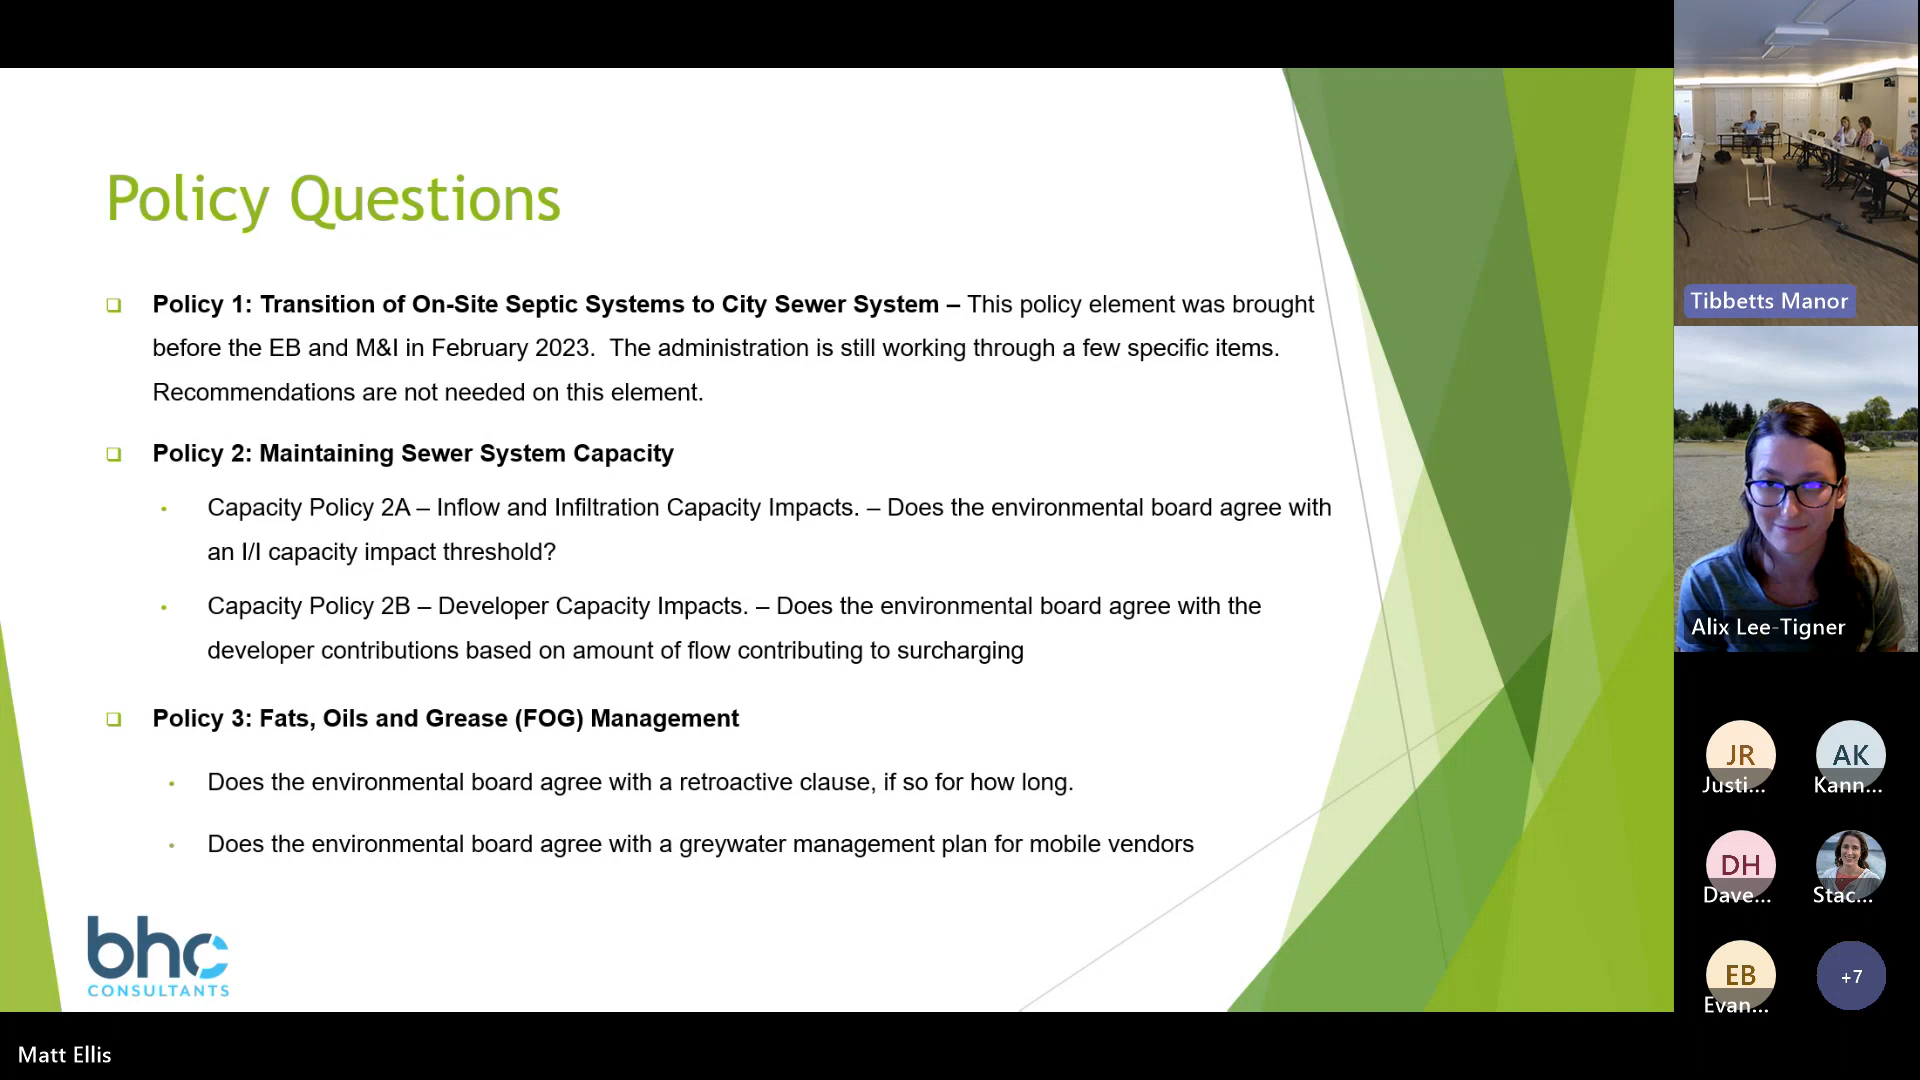 Policy Questions
Policy 1: Transition of On-Site Septic Systems to City Sewer System – This policy element was brought
before the EB and M&I in February 2023.  The administration is still working through a few specific items.
Recommendations are not needed on this element.
Policy 2: Maintaining Sewer System Capacity
Capacity Policy 2A – Inflow and Infiltration Capacity Impacts. – Does the environmental board agree with
an I/I capacity impact threshold?
Capacity Policy 2B – Developer Capacity Impacts. – Does the environmental board agree with the
developer contributions based on amount of flow contributing to surcharging
Policy 3: Fats, Oils and Grease (FOG) Management
Does the environmental board agree with a retroactive clause, if so for how long.
Does the environmental board agree with a greywater management plan for mobile vendors
bhc
CONSULTANTS
Matt Ellis
Tibbetts Manor
Alix Lee-Tigner
JR
Justi...
AK
Kann...
DH
Dave...
Stac...
EB
Evan...
+7